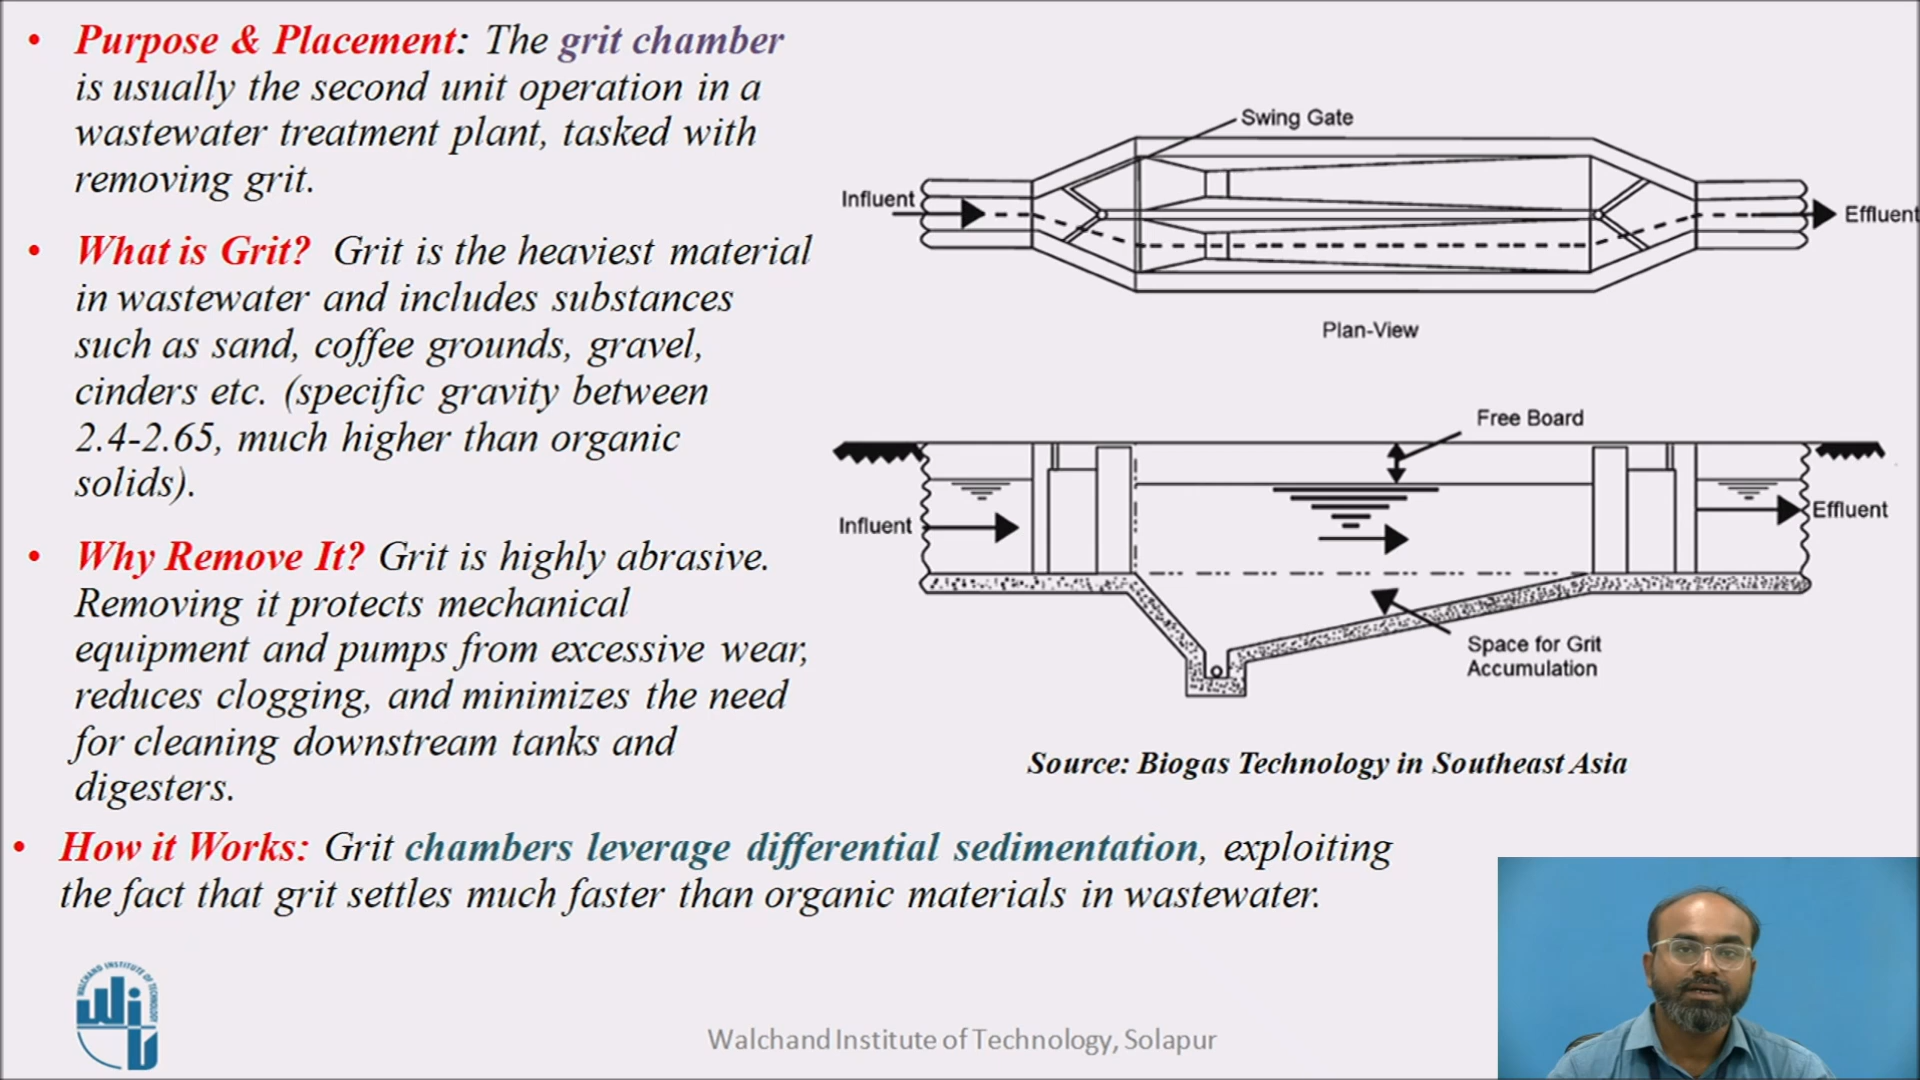 • Purpose & Placement: The grit chamber
is usually the second unit operation in a
wastewater treatment plant, tasked with
removing grit.
• What is Grit? Grit is the heaviest material
in wastewater and includes substances
such as sand, coffee grounds, gravel,
cinders etc. (specific gravity between
2.4-2.65, much higher than organic
solids).
• Why Remove It? Grit is highly abrasive.
Removing it protects mechanical
equipment and pumps from excessive wear,
reduces clogging, and minimizes the need
for cleaning downstream tanks and
digesters.
• How it Works: Grit chambers leverage differential sedimentation, exploiting
the fact that grit settles much faster than organic materials in wastewater.
Swing Gate
Influent
Effluent
Plan-View
Free Board
Influent
Effluent
Space for Grit
Accumulation
Source: Biogas Technology in Southeast Asia
WALCHAND INSTITUTE OF TECHNOLOGY
wit
Walchand Institute of Technology, Solapur